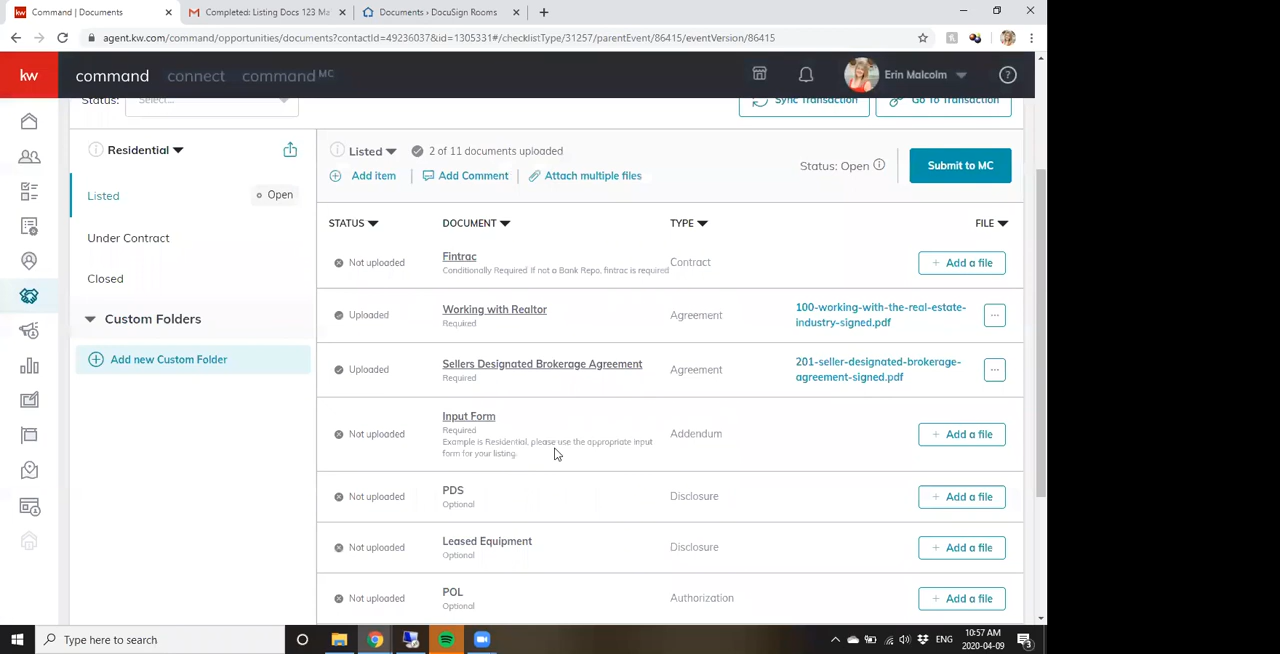 Command | Documents
Completed: Listing Docs 123 Ma
Documents › DocuSign Rooms
agent.kw.com/command/opportunities/documents?contactId=49236037&id=1305331#/checklistType/31257/parentEvent/86415/eventVersion/86415
kw
command
connect
command MC
Erin Malcolm
Status:
Select...
Sync Transaction
Go To Transaction
Residential
Listed
2 of 11 documents uploaded
Status: Open
Submit to MC
Add item
Add Comment
Attach multiple files
Listed
Open
Under Contract
Closed
Custom Folders
Add new Custom Folder
STATUS
DOCUMENT
TYPE
FILE
Not uploaded
Fintrac
Conditionally Required If not a Bank Repo, fintrac is required
Contract
+ Add a file
Uploaded
Working with Realtor
Required
Agreement
100-working-with-the-real-estate-
industry-signed.pdf
...
Uploaded
Sellers Designated Brokerage Agreement
Required
Agreement
201-seller-designated-brokerage-
agreement-signed.pdf
...
Not uploaded
Input Form
Required
Example is Residential, please use the appropriate input
form for your listing.
Addendum
+ Add a file
Not uploaded
PDS
Optional
Disclosure
+ Add a file
Not uploaded
Leased Equipment
Optional
Disclosure
+ Add a file
Not uploaded
POL
Optional
Authorization
+ Add a file
Type here to search
ENG
10:57 AM
2020-04-09
3